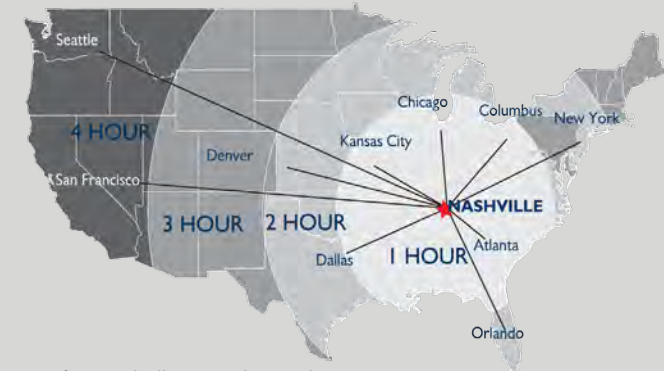 Seattle
Chicago
Columbus
New York
4 HOUR
Kansas City
Denver
San Francisco
NASHVILLE
3 HOUR
2 HOUR
Atlanta
Dallas
1 HOUR
Orlando